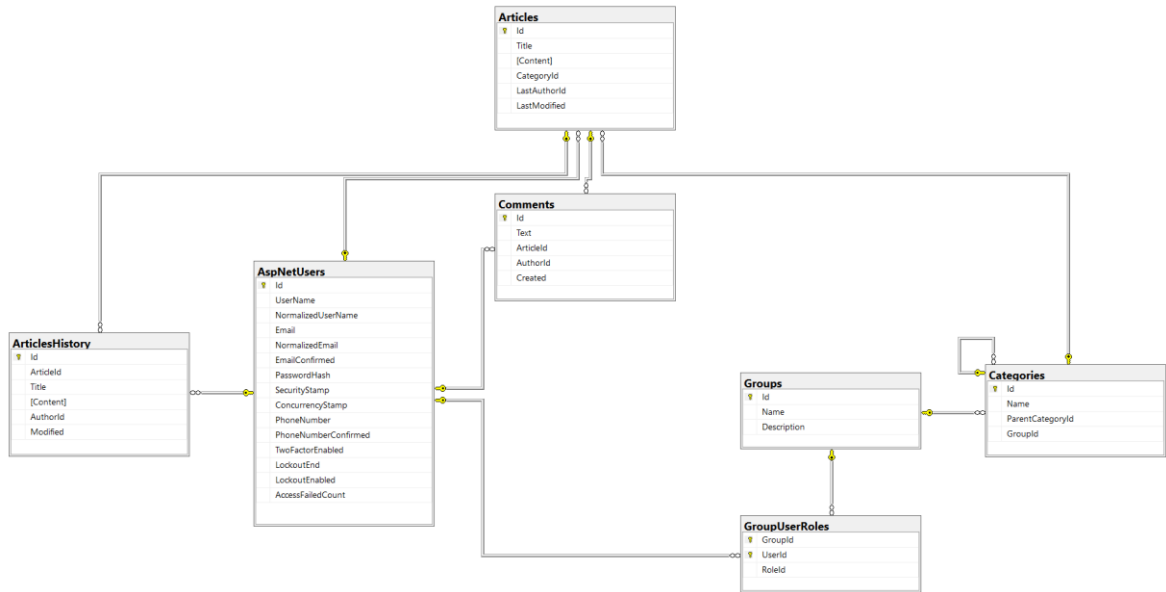 Articles
Id
Title
[Content]
CategoryId
LastAuthorId
LastModified
Comments
Id
Text
ArticleId
AuthorId
Created
AspNetUsers
Id
UserName
NormalizedUserName
Email
NormalizedEmail
EmailConfirmed
PasswordHash
SecurityStamp
ConcurrencyStamp
PhoneNumber
PhoneNumberConfirmed
TwoFactorEnabled
LockoutEnd
LockoutEnabled
AccessFailedCount
ArticlesHistory
Id
ArticleId
Title
[Content]
AuthorId
Modified
Groups
Id
Name
Description
Categories
Id
Name
ParentCategoryId
GroupId
GroupUserRoles
GroupId
UserId
RoleId